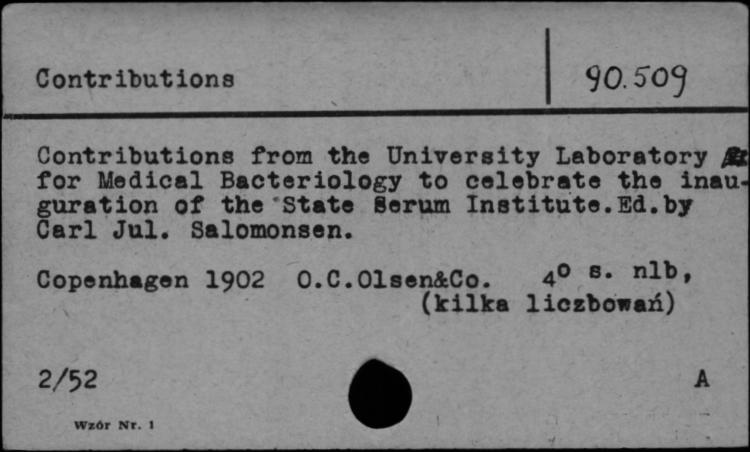 Contributions
90.509
Contributions from the University Laboratory
for Medical Bacteriology to celebrate the inau-
guration of the State Serum Institute.Ed.by
Carl Jul. Salomonsen.
Copenhagen 1902 O.C.Olsen&Co. 4o s. nlb,
(kilka liczbowań)
2/52
A
Wzór Nr. 1